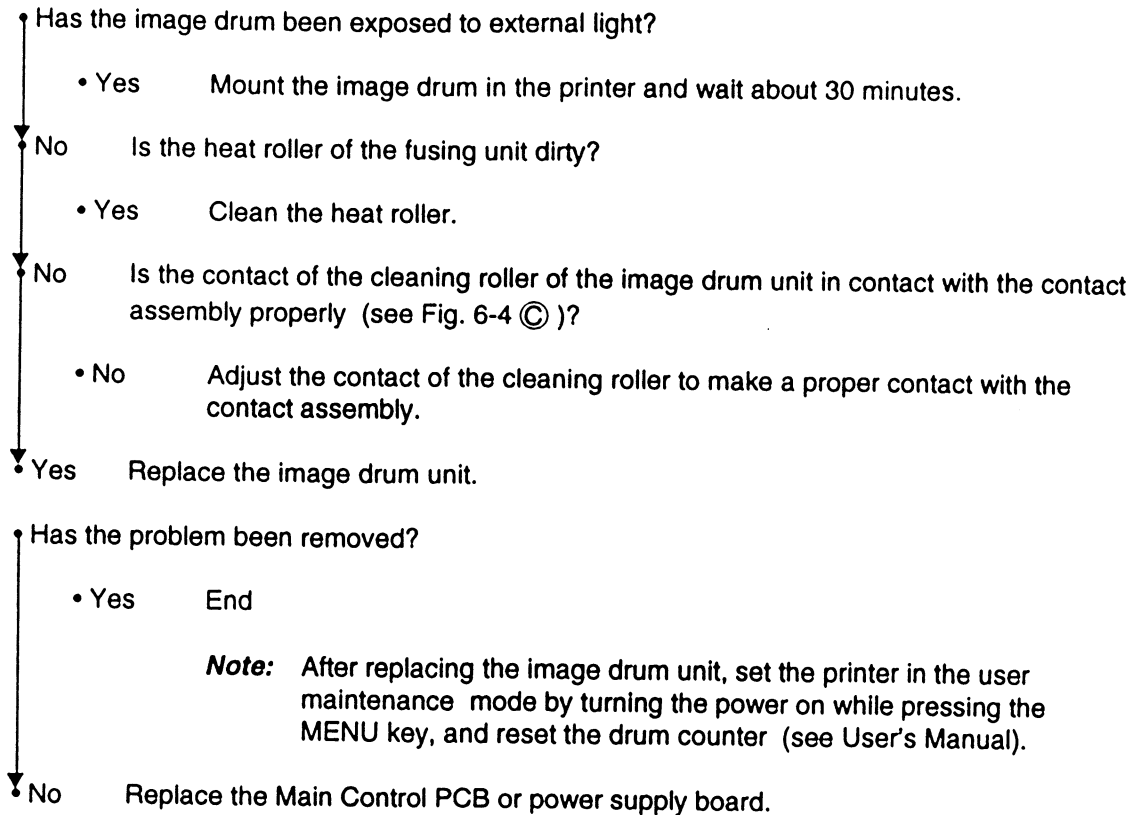 Has the image drum been exposed to external light?
• Yes Mount the image drum in the printer and wait about 30 minutes.
No Is the heat roller of the fusing unit dirty?
• Yes Clean the heat roller.
No Is the contact of the cleaning roller of the image drum unit in contact with the contact
assembly properly (see Fig. 6-4 Ⓒ )?
• No Adjust the contact of the cleaning roller to make a proper contact with the
contact assembly.
Yes Replace the image drum unit.
Has the problem been removed?
• Yes End
Note: After replacing the image drum unit, set the printer in the user
maintenance mode by turning the power on while pressing the
MENU key, and reset the drum counter (see User's Manual).
No Replace the Main Control PCB or power supply board.